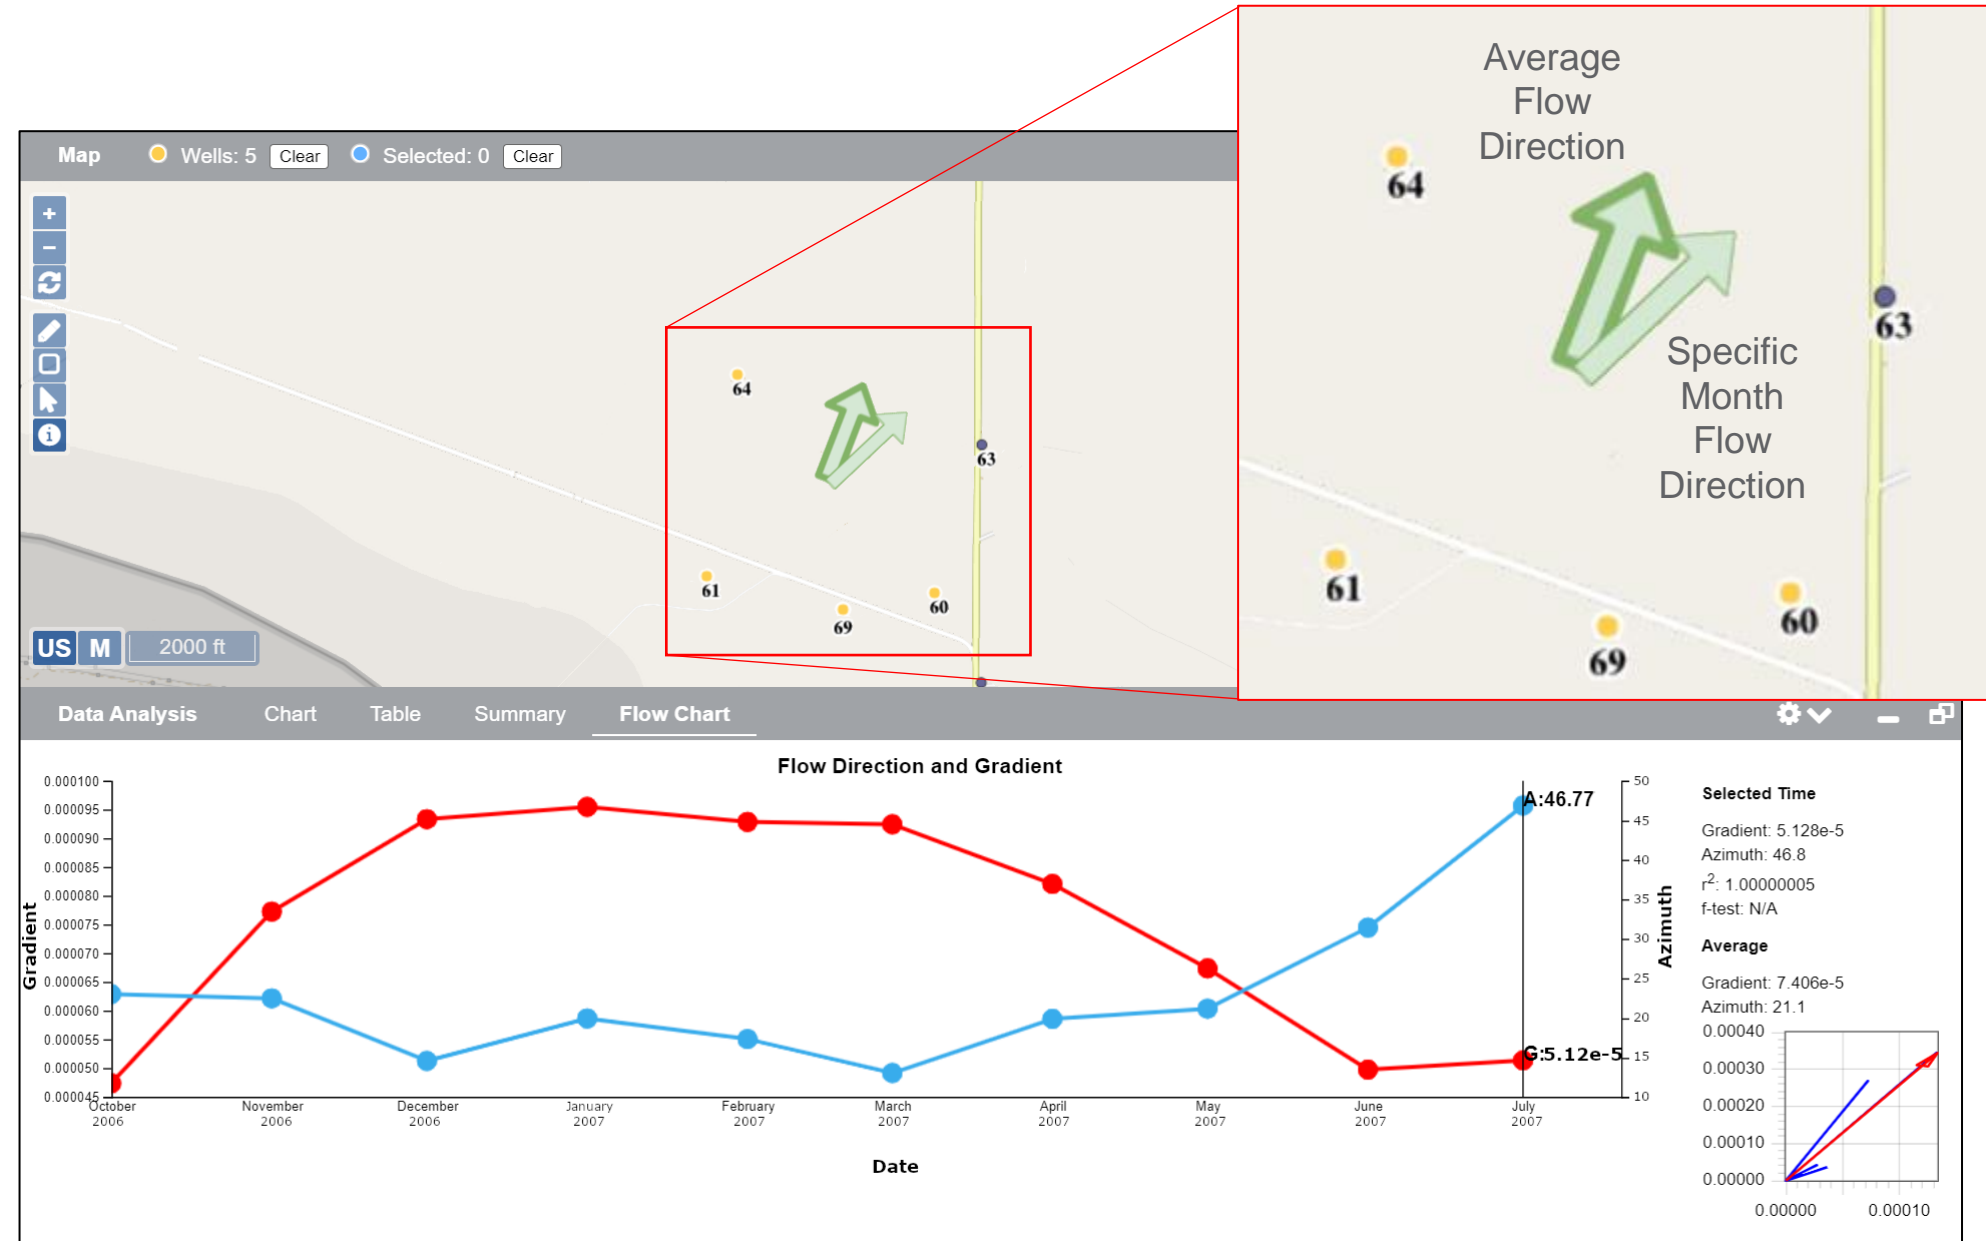 Average
Flow
Direction
64
63
Specific
Month
Flow
Direction
61
60
69
Map Wells: 5 Clear Selected: 0 Clear
+
−
64
63
61
60
69
US M 2000 ft
Data Analysis Chart Table Summary Flow Chart
Flow Direction and Gradient
Gradient
0.000100
0.000095
0.000090
0.000085
0.000080
0.000075
0.000070
0.000065
0.000060
0.000055
0.000050
0.000045
A:46.77
G:5.12e-5
50
45
40
35
30
25
20
15
10
Azimuth
October November December January February March April May June July
2006 2006 2006 2007 2007 2007 2007 2007 2007 2007
Date
Selected Time
Gradient: 5.128e-5
Azimuth: 46.8
r²: 1.00000005
f-test: N/A
Average
Gradient: 7.406e-5
Azimuth: 21.1
0.00040
0.00030
0.00020
0.00010
0.00000
0.00000 0.00010